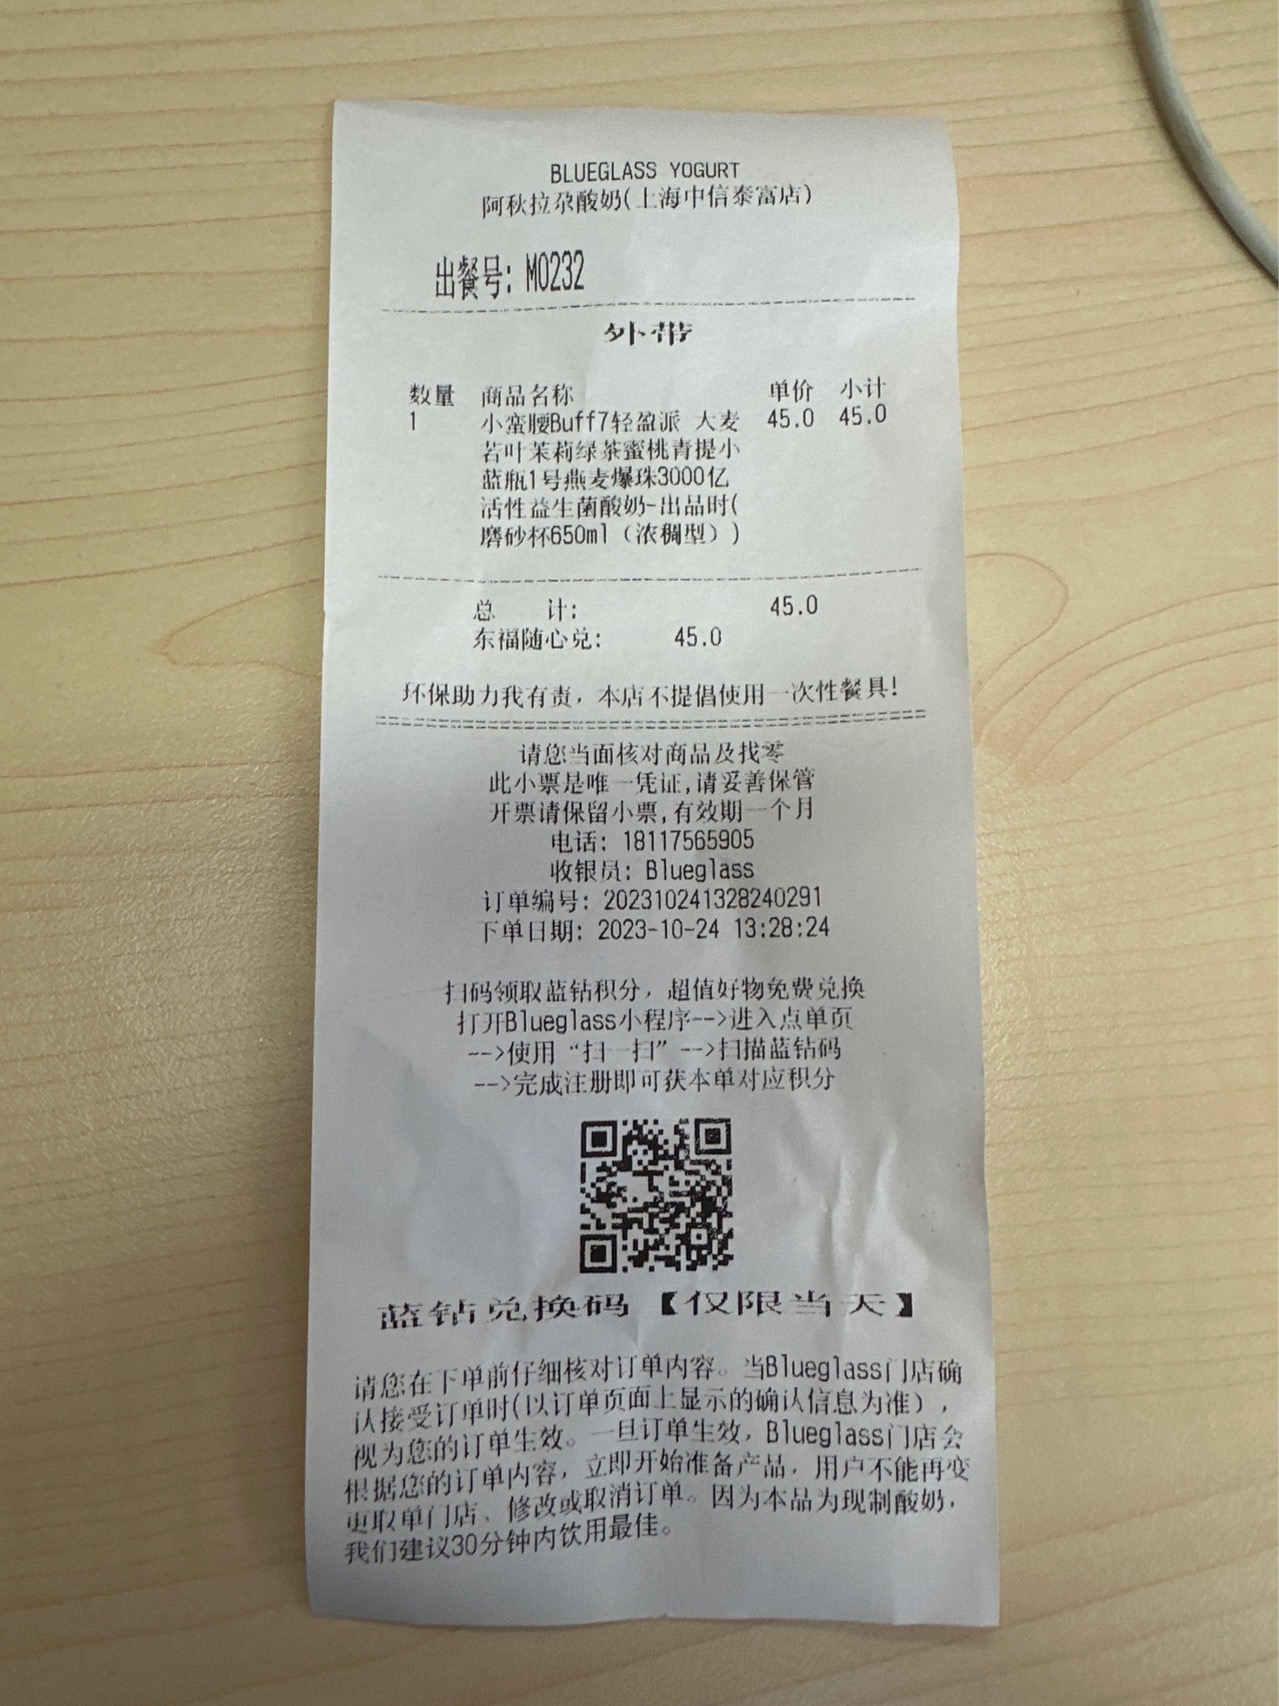 BLUEGLASS YOGURT
阿秋拉尕酸奶(上海中信泰富店)
出餐号: M0232
外带
数量 商品名称 单价 小计
1 小蛮腰Buff7轻盈派 大麦 45.0 45.0
若叶茉莉绿茶蜜桃青提小
蓝瓶1号燕麦爆珠3000亿
活性益生菌酸奶-出品时(
磨砂杯650ml（浓稠型）)
总 计: 45.0
东福随心兑: 45.0
环保助力我有责，本店不提倡使用一次性餐具!
请您当面核对商品及找零
此小票是唯一凭证,请妥善保管
开票请保留小票,有效期一个月
电话: 18117565905
收银员: Blueglass
订单编号: 202310241328240291
下单日期: 2023-10-24 13:28:24
扫码领取蓝钻积分，超值好物免费兑换
打开Blueglass小程序-->进入点单页
-->使用“扫一扫”-->扫描蓝钻码
-->完成注册即可获本单对应积分
蓝钻兑换码【仅限当天】
请您在下单前仔细核对订单内容。当Blueglass门店确
认接受订单时(以订单页面上显示的确认信息为准)，
视为您的订单生效。一旦订单生效，Blueglass门店会
根据您的订单内容，立即开始准备产品，用户不能再变
更取单门店、修改或取消订单。因为本品为现制酸奶，
我们建议30分钟内饮用最佳。